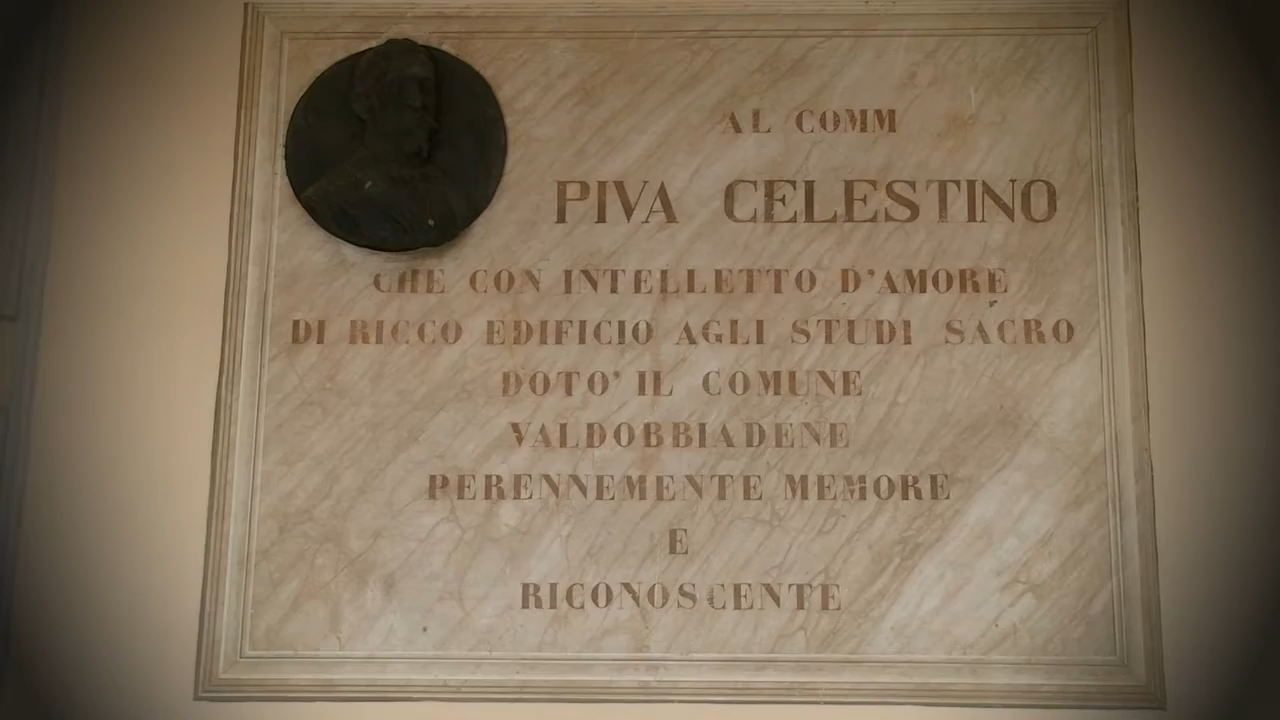 AL COMM
PIVA CELESTINO
CHE CON INTELLETTO D'AMORE
DI RICCO EDIFICIO AGLI STUDI SACRO
DOTO' IL COMUNE
VALDOBBIADENE
PERENNEMENTE MEMORE
E
RICONOSCENTE